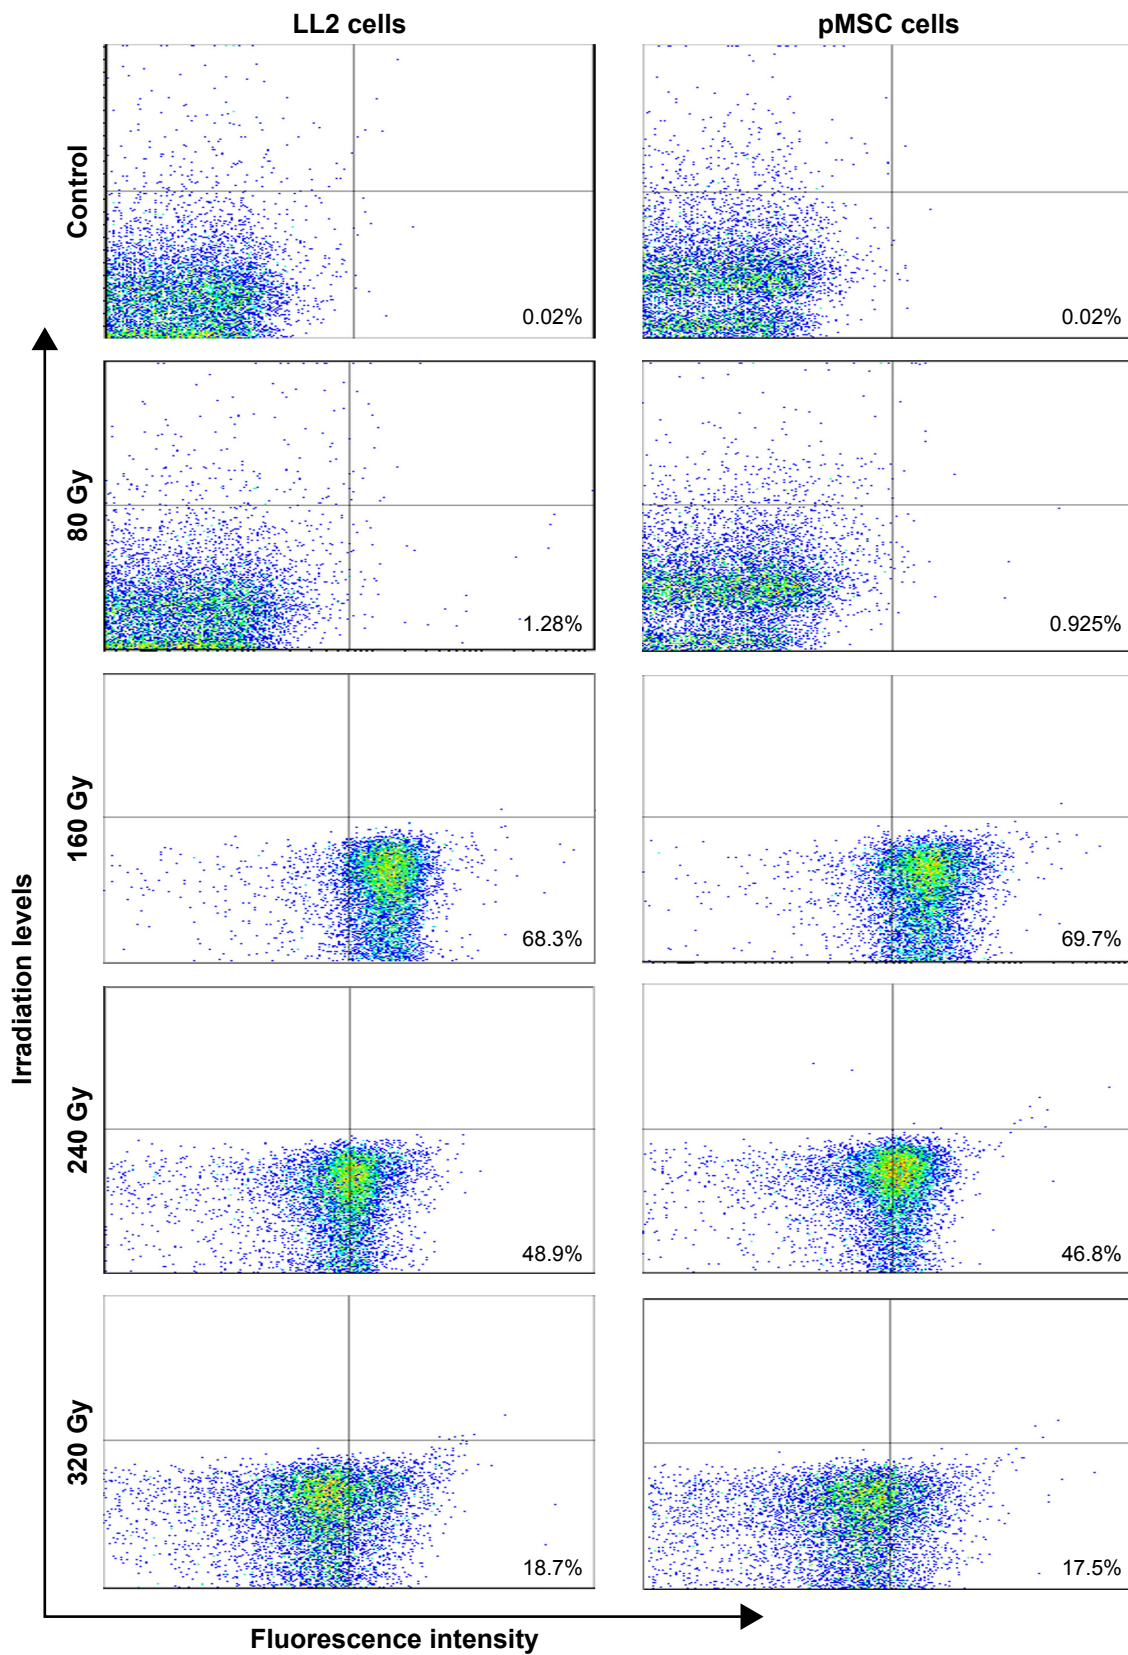 LL2 cells
pMSC cells
Control
0.02%
0.02%
80 Gy
1.28%
0.925%
160 Gy
68.3%
69.7%
240 Gy
48.9%
46.8%
320 Gy
18.7%
17.5%
Irradiation levels
Fluorescence intensity